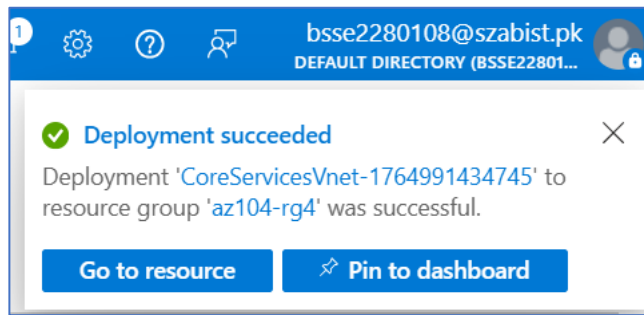 1
bsse2280108@szabist.pk
DEFAULT DIRECTORY (BSSE22801...
Deployment succeeded
Deployment 'CoreServicesVnet-1764991434745' to
resource group 'az104-rg4' was successful.
Go to resource
Pin to dashboard